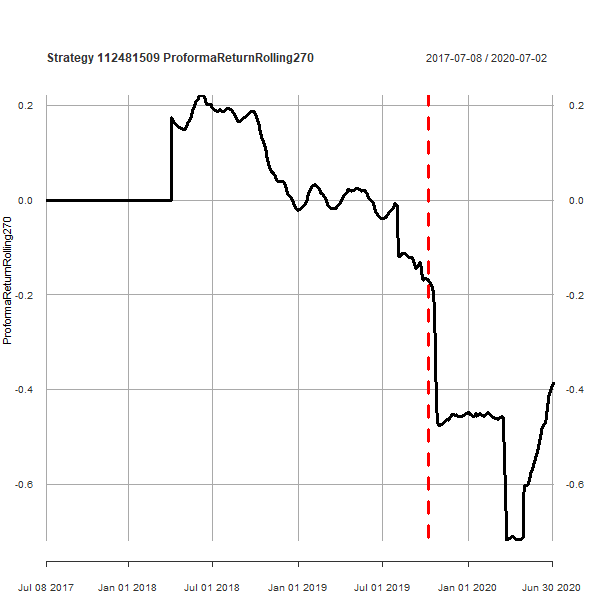 Strategy 112481509 ProformaReturnRolling270
2017-07-08 / 2020-07-02
ProformaReturnRolling270
0.2
0.0
-0.2
-0.4
-0.6
0.2
0.0
-0.2
-0.4
-0.6
Jul 08 2017
Jan 01 2018
Jul 01 2018
Jan 01 2019
Jul 01 2019
Jan 01 2020
Jun 30 2020